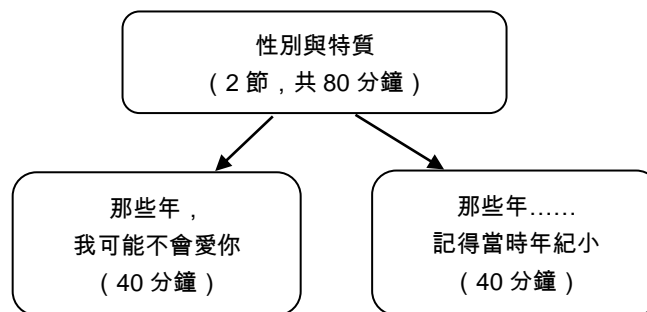 性別與特質
（2 節，共 80 分鐘）
那些年，
我可能不會愛你
（40 分鐘）
那些年……
記得當時年紀小
（40 分鐘）